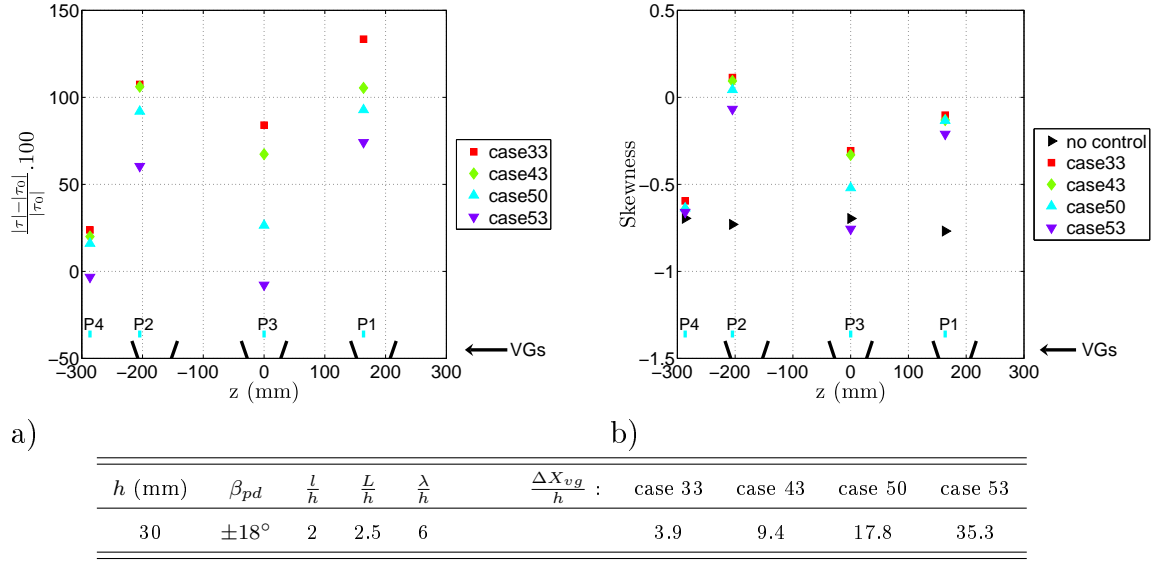 150
100
50
0
−50
−300 −200 −100 0 100 200 300
z (mm)
|τ|−|τ₀| / |τ₀| .100
P4 P2 P3 P1
VGs
case33
case43
case50
case53
a)
0.5
0
−0.5
−1
−1.5
−300 −200 −100 0 100 200 300
z (mm)
Skewness
P4 P2 P3 P1
VGs
no control
case33
case43
case50
case53
b)
h (mm) β_pd l/h L/h λ/h ΔX_vg/h : case 33 case 43 case 50 case 53
30 ±18° 2 2.5 6 3.9 9.4 17.8 35.3